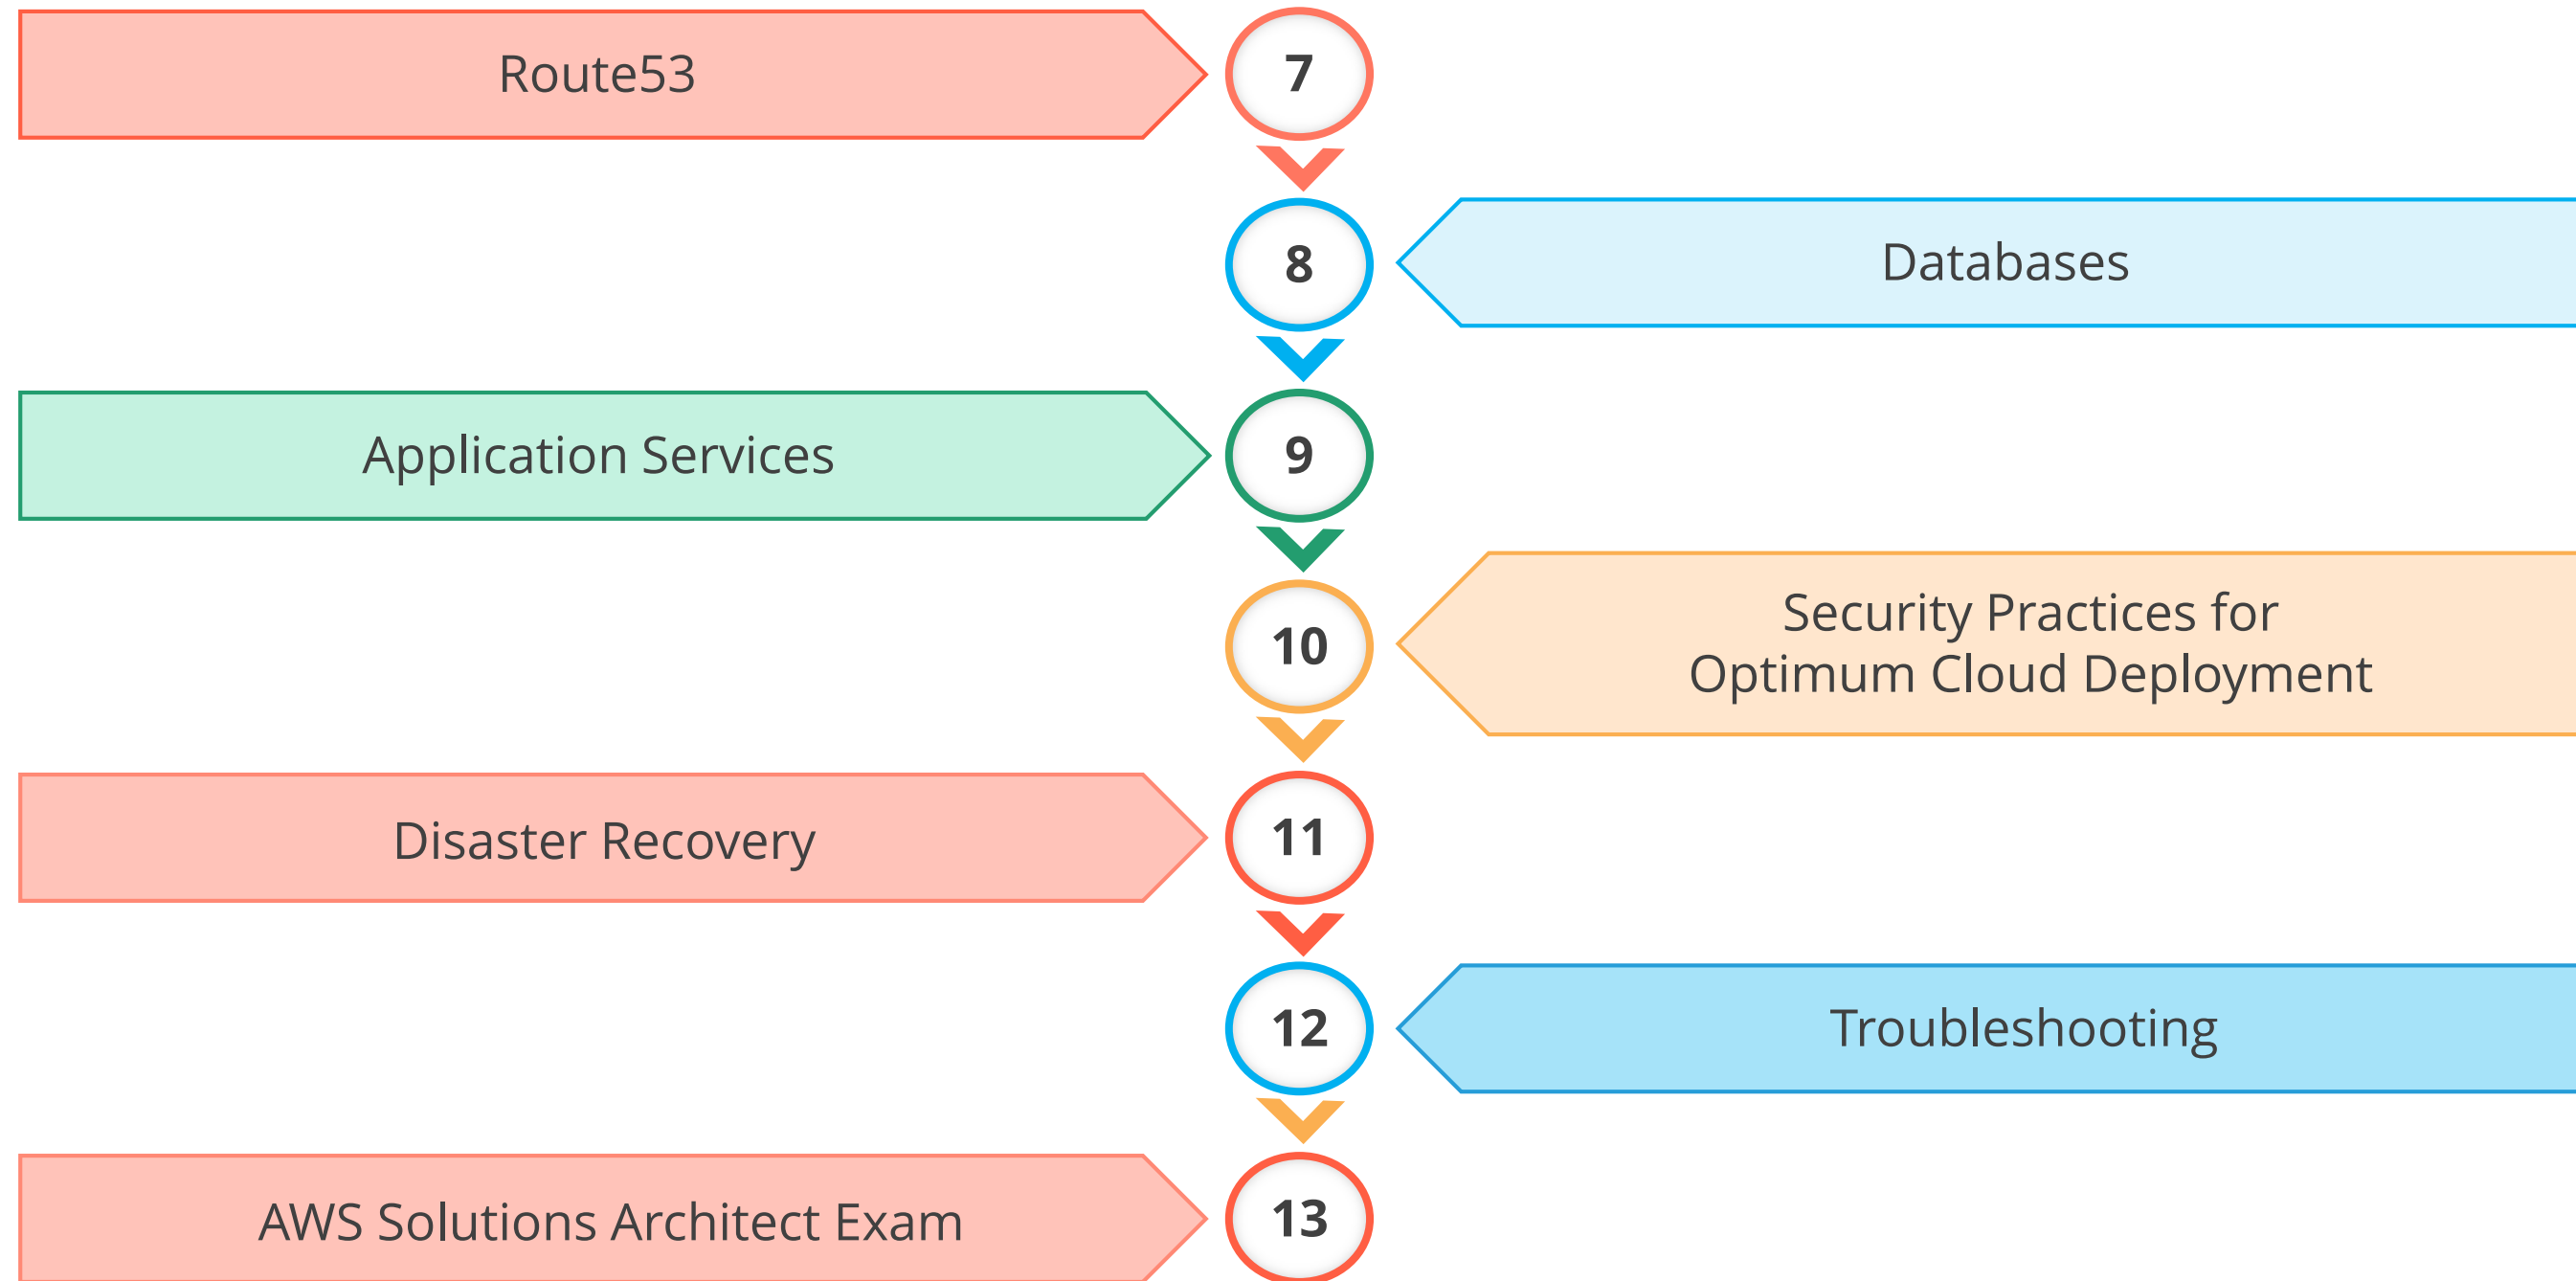 Route53
7
8
Databases
Application Services
9
10
Security Practices for
Optimum Cloud Deployment
Disaster Recovery
11
12
Troubleshooting
AWS Solutions Architect Exam
13